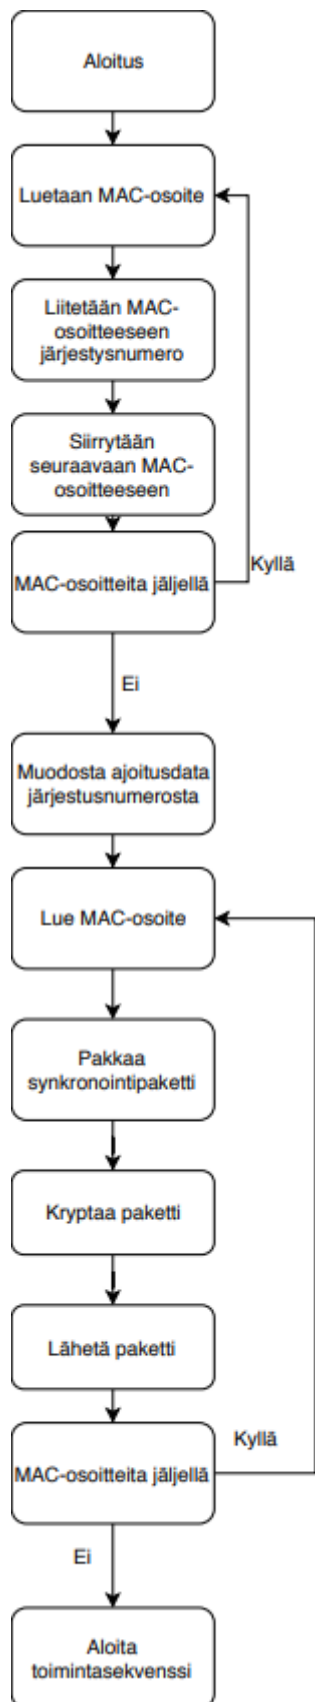 Aloitus
Luetaan MAC-osoite
Liitetään MAC-
osoitteeseen
järjestysnumero
Siirrytään
seuraavaan MAC-
osoitteeseen
MAC-osoitteita jäljellä
Kyllä
Ei
Muodosta ajoitusdata
järjestusnumerosta
Lue MAC-osoite
Pakkaa
synkronointipaketti
Kryptaa paketti
Lähetä paketti
Kyllä
MAC-osoitteita jäljellä
Ei
Aloita
toimintasekvenssi